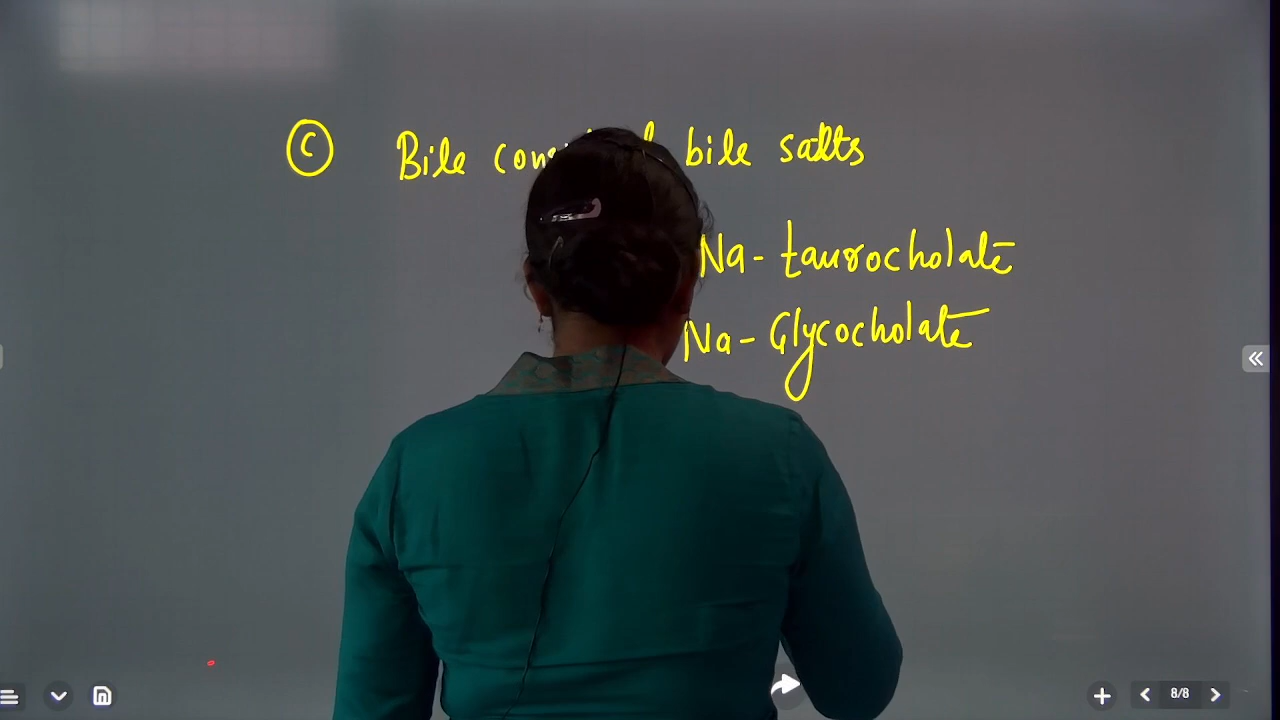 C Bile bile salts
Na - taurocholate
Na - Glycocholate
8/8